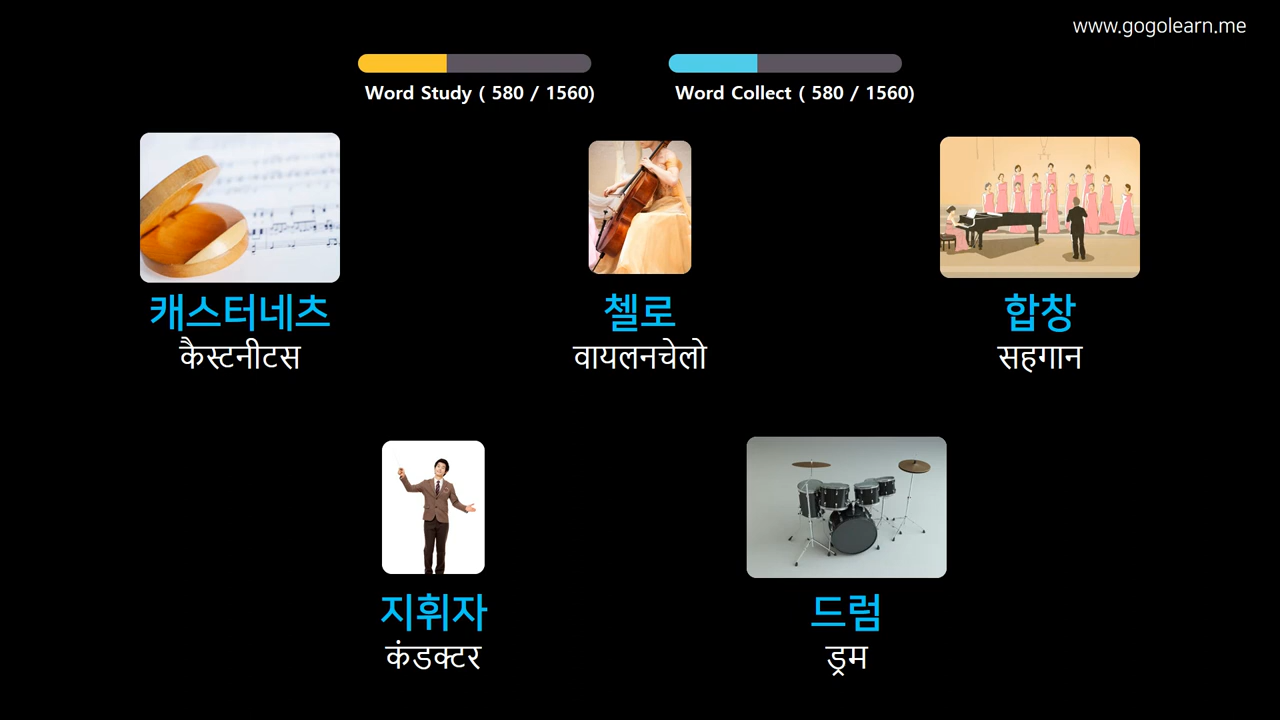 www.gogolearn.me
Word Study ( 580 / 1560)
Word Collect ( 580 / 1560)
캐스터네츠
कैस्टनीटस
첼로
वायलनचेलो
합창
सहगान
지휘자
कंडक्टर
드럼
ड्रम